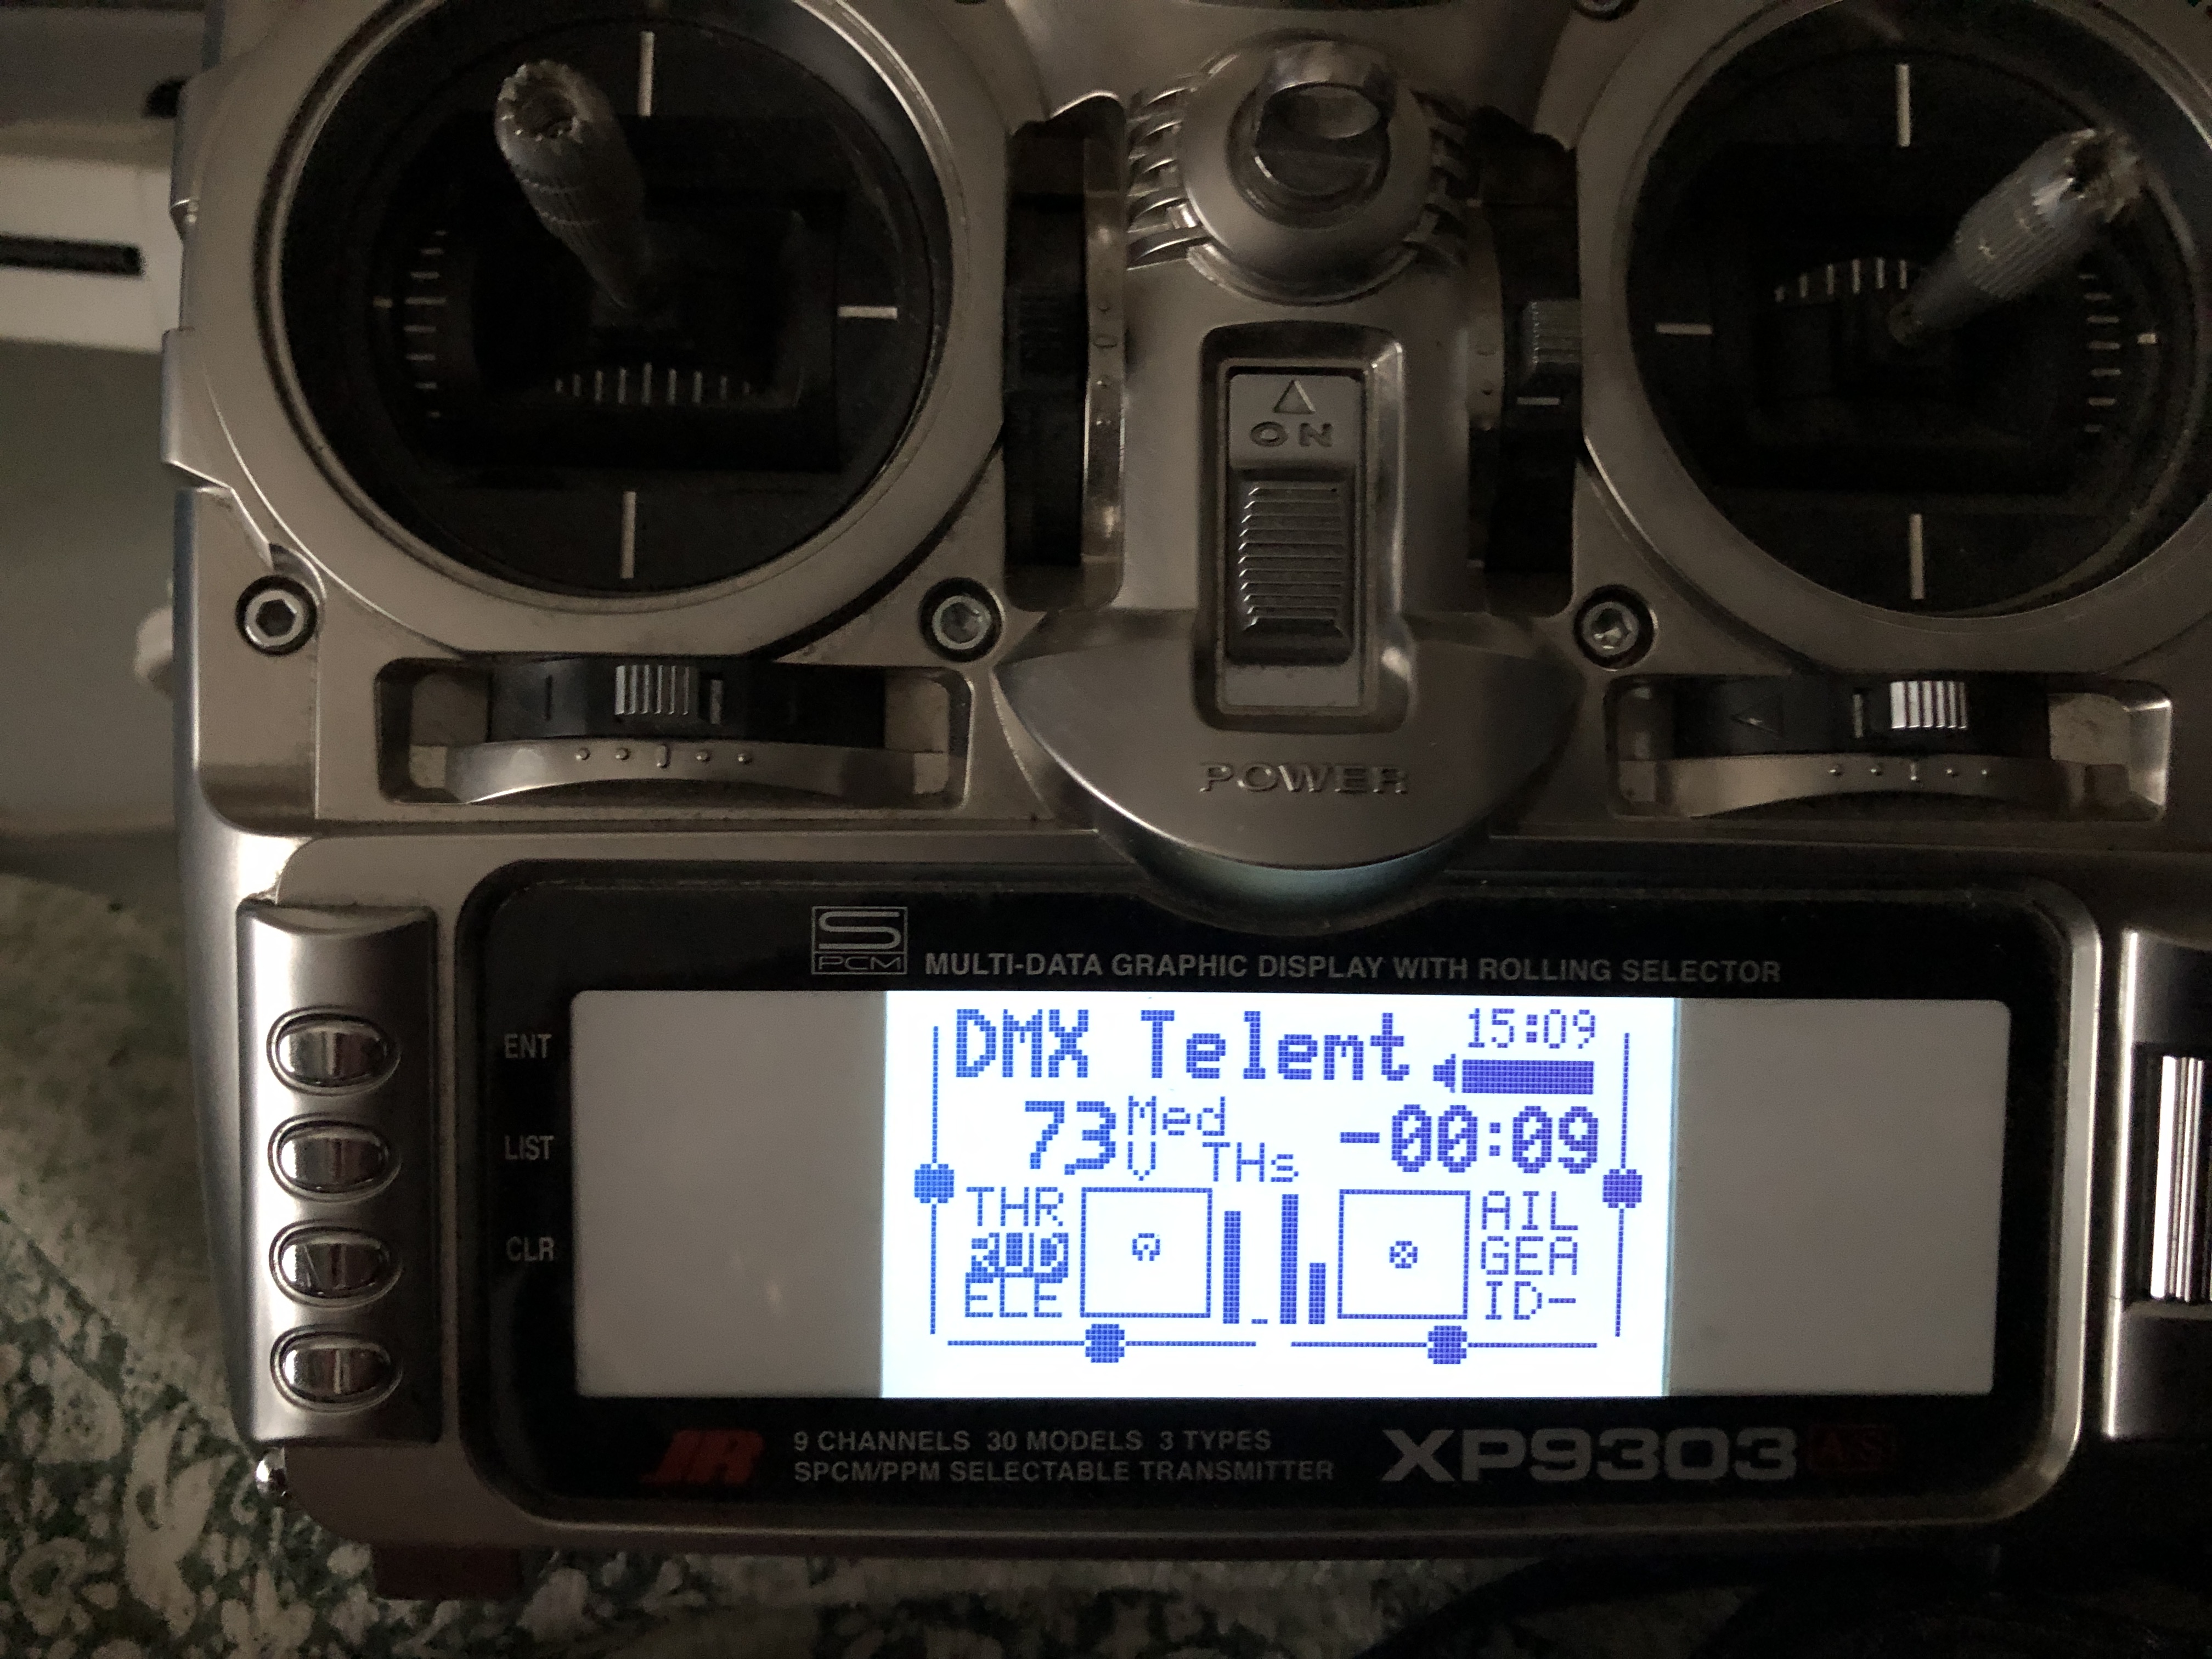 ON
POWER
S
PCM
MULTI-DATA GRAPHIC DISPLAY WITH ROLLING SELECTOR
ENT
LIST
CLR
DMX Telemt
15:09
73
Med
THs
-00:09
THR
ELE
AIL
GEA
ID-
JR
9 CHANNELS 30 MODELS 3 TYPES
SPCM/PPM SELECTABLE TRANSMITTER
XP9303